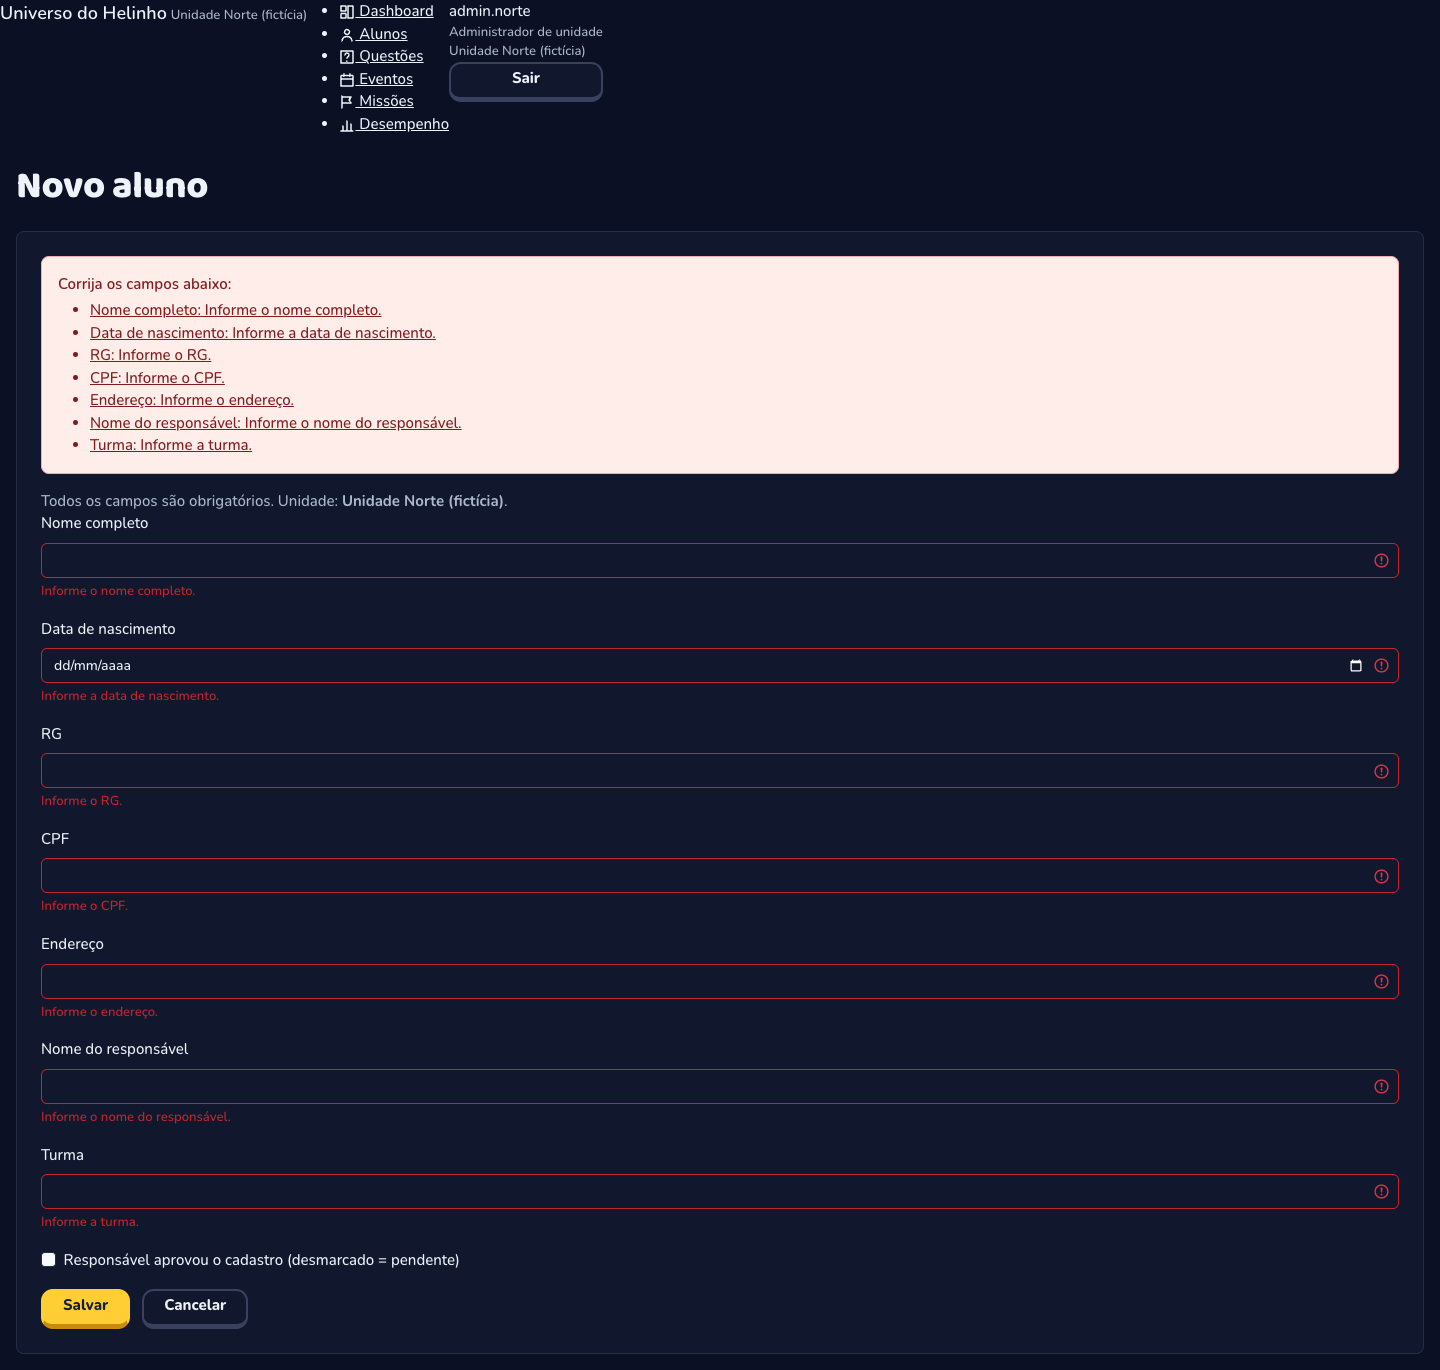 Universo do Helinho Unidade Norte (fictícia)
Dashboard
Alunos
Questões
Eventos
Missões
Desempenho
admin.norte
Administrador de unidade
Unidade Norte (fictícia)
Sair
Novo aluno
Corrija os campos abaixo:
Nome completo: Informe o nome completo.
Data de nascimento: Informe a data de nascimento.
RG: Informe o RG.
CPF: Informe o CPF.
Endereço: Informe o endereço.
Nome do responsável: Informe o nome do responsável.
Turma: Informe a turma.
Todos os campos são obrigatórios. Unidade: Unidade Norte (fictícia).
Nome completo
Informe o nome completo.
Data de nascimento
dd/mm/aaaa
Informe a data de nascimento.
RG
Informe o RG.
CPF
Informe o CPF.
Endereço
Informe o endereço.
Nome do responsável
Informe o nome do responsável.
Turma
Informe a turma.
Responsável aprovou o cadastro (desmarcado = pendente)
Salvar
Cancelar